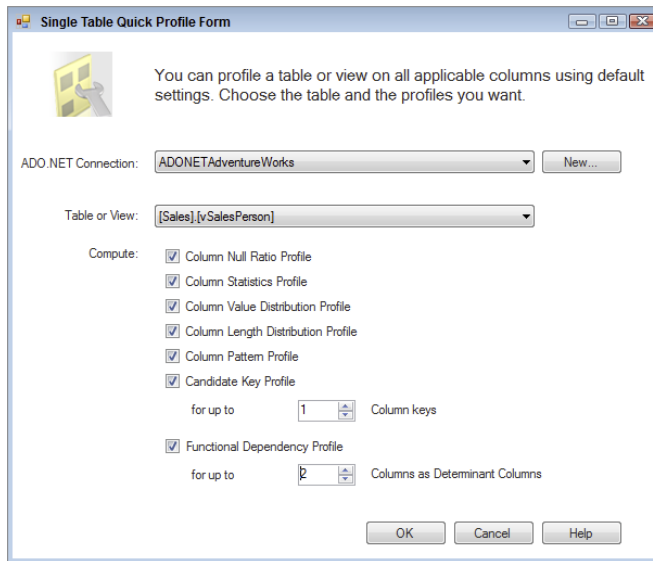 Single Table Quick Profile Form
You can profile a table or view on all applicable columns using default
settings. Choose the table and the profiles you want.
ADO.NET Connection: ADONETAdventureWorks New...
Table or View: [Sales].[vSalesPerson]
Compute: Column Null Ratio Profile
Column Statistics Profile
Column Value Distribution Profile
Column Length Distribution Profile
Column Pattern Profile
Candidate Key Profile
for up to 1 Column keys
Functional Dependency Profile
for up to 2 Columns as Determinant Columns
OK Cancel Help